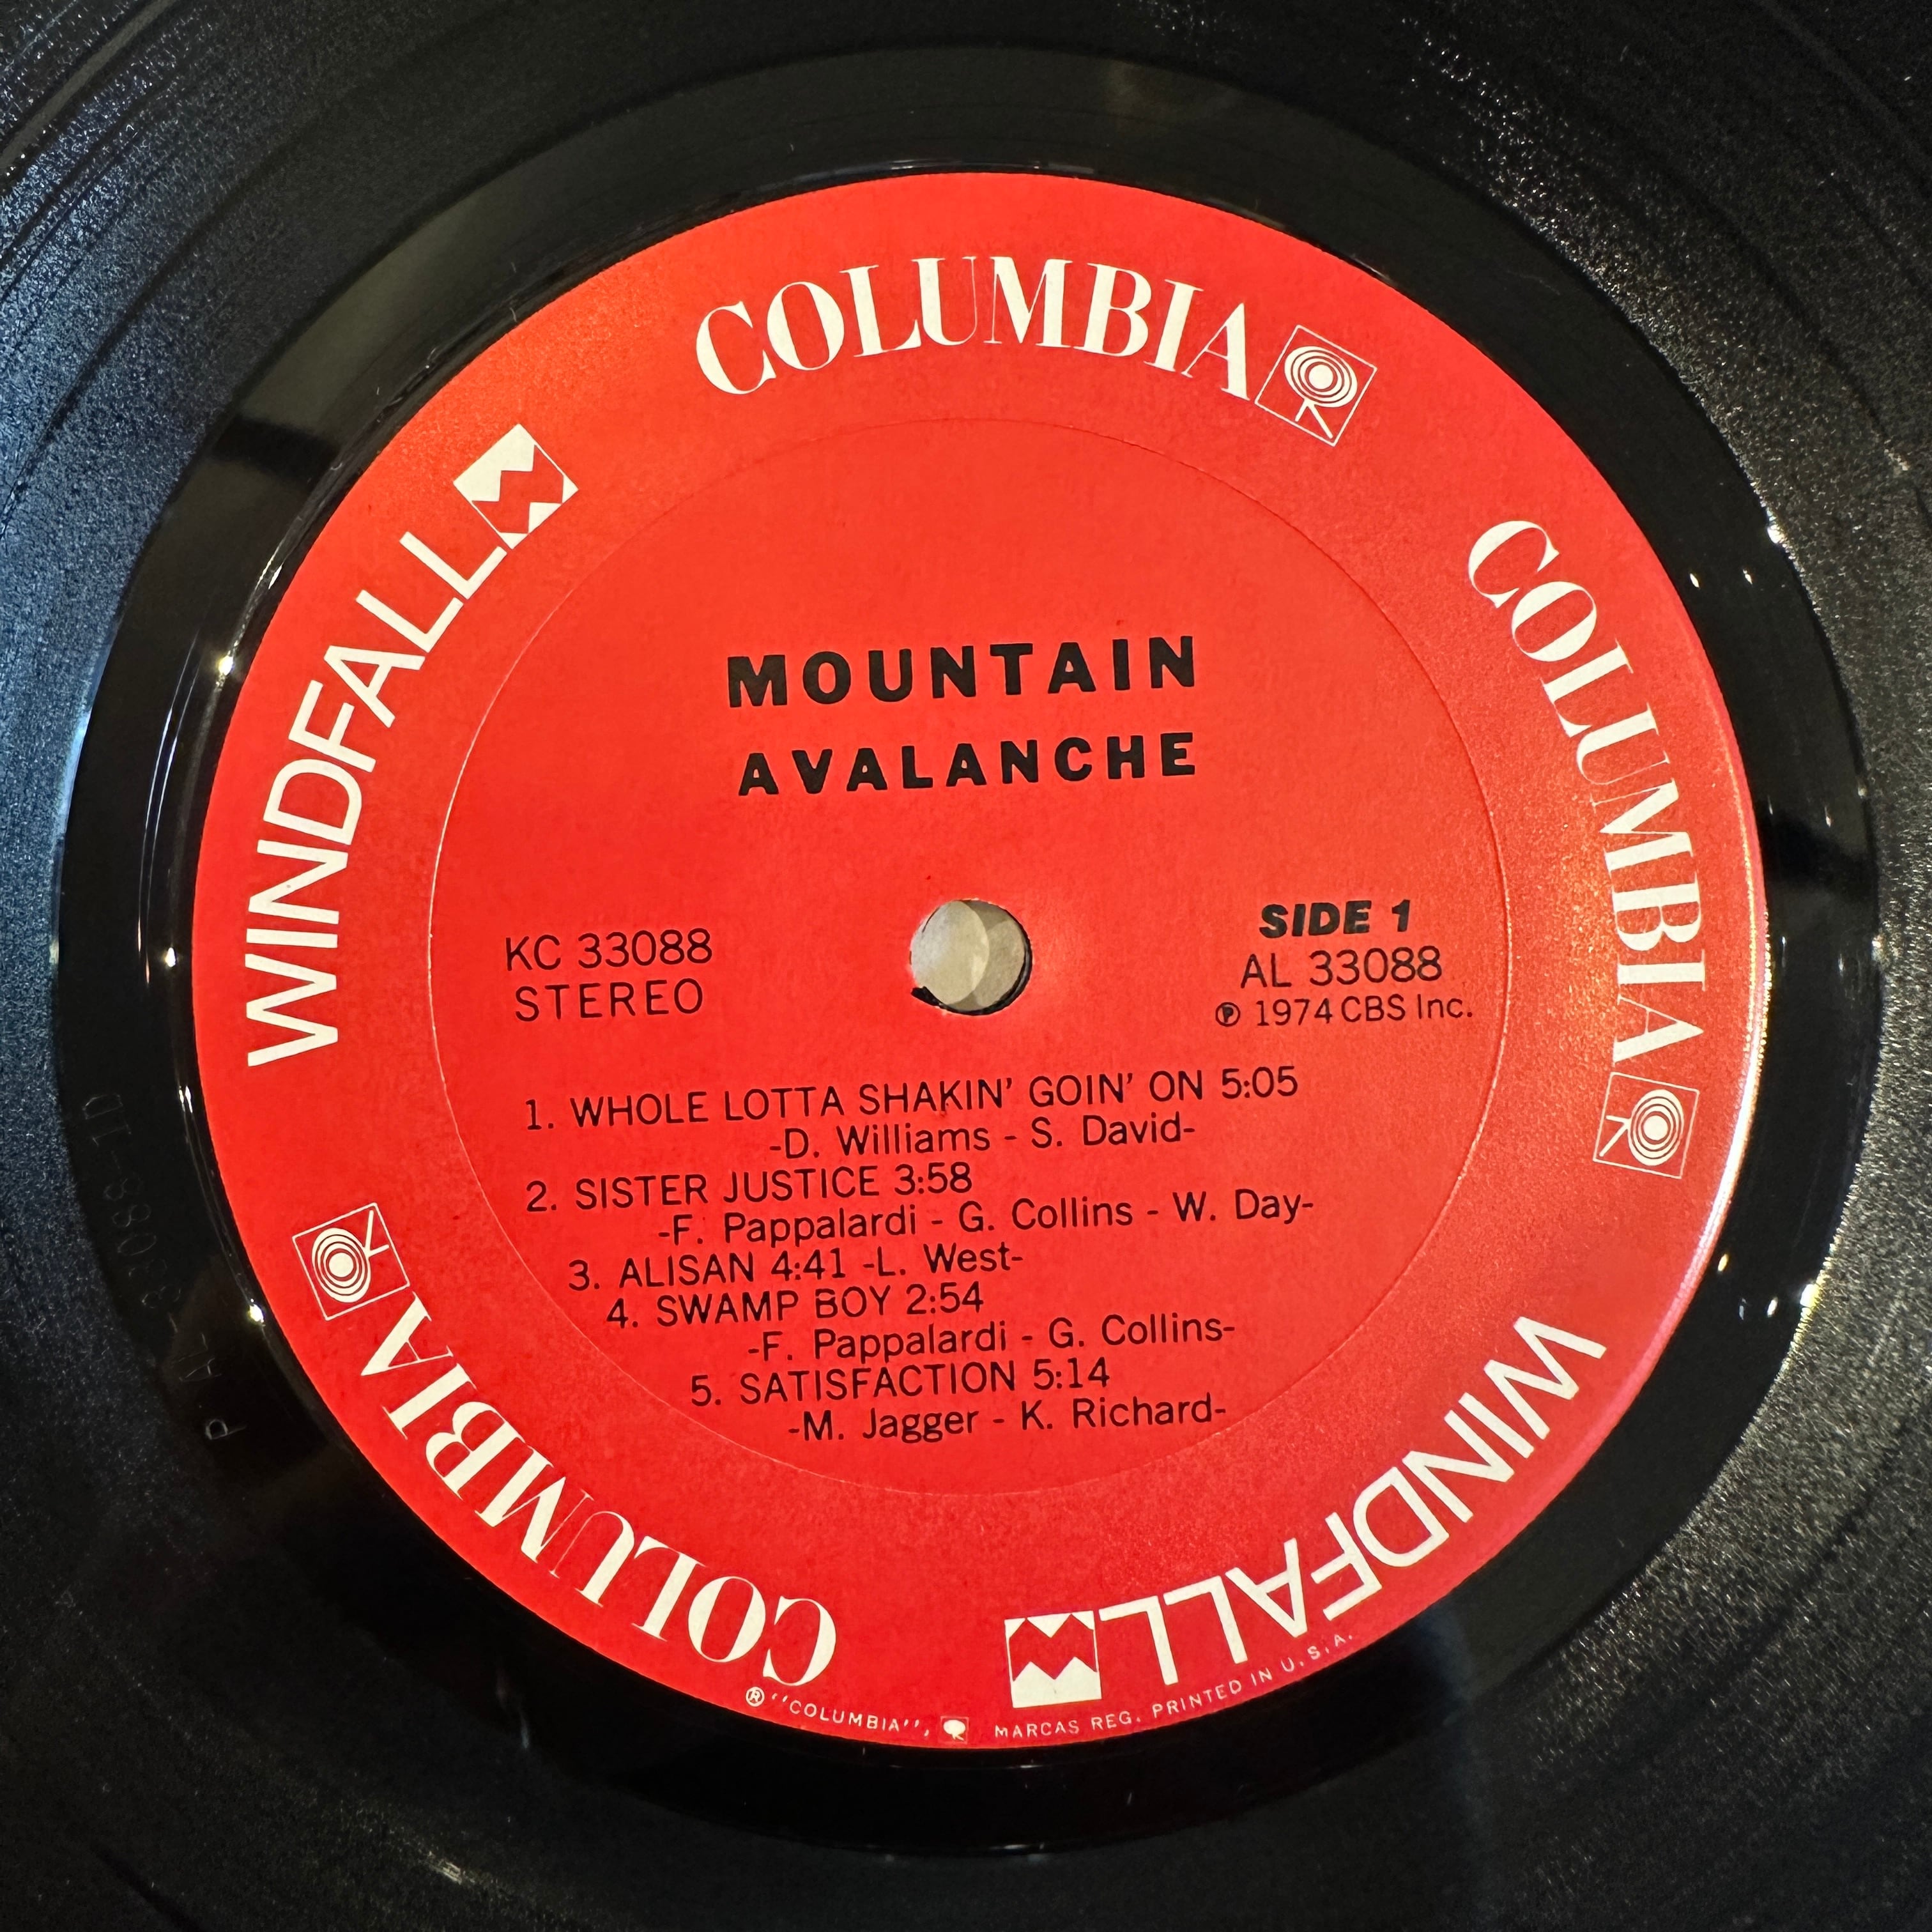 COLUMBIA
COLUMBIA
WINDFALL
COLUMBIA
WINDFALL
MOUNTAIN
AVALANCHE
KC 33088
STEREO
SIDE 1
AL 33088
℗ 1974 CBS Inc.
1. WHOLE LOTTA SHAKIN' GOIN' ON 5:05
-D. Williams - S. David-
2. SISTER JUSTICE 3:58
-F. Pappalardi - G. Collins - W. Day-
3. ALISAN 4:41 -L. West-
4. SWAMP BOY 2:54
-F. Pappalardi - G. Collins-
5. SATISFACTION 5:14
-M. Jagger - K. Richard-
® "COLUMBIA", MARCAS REG. PRINTED IN U.S.A.